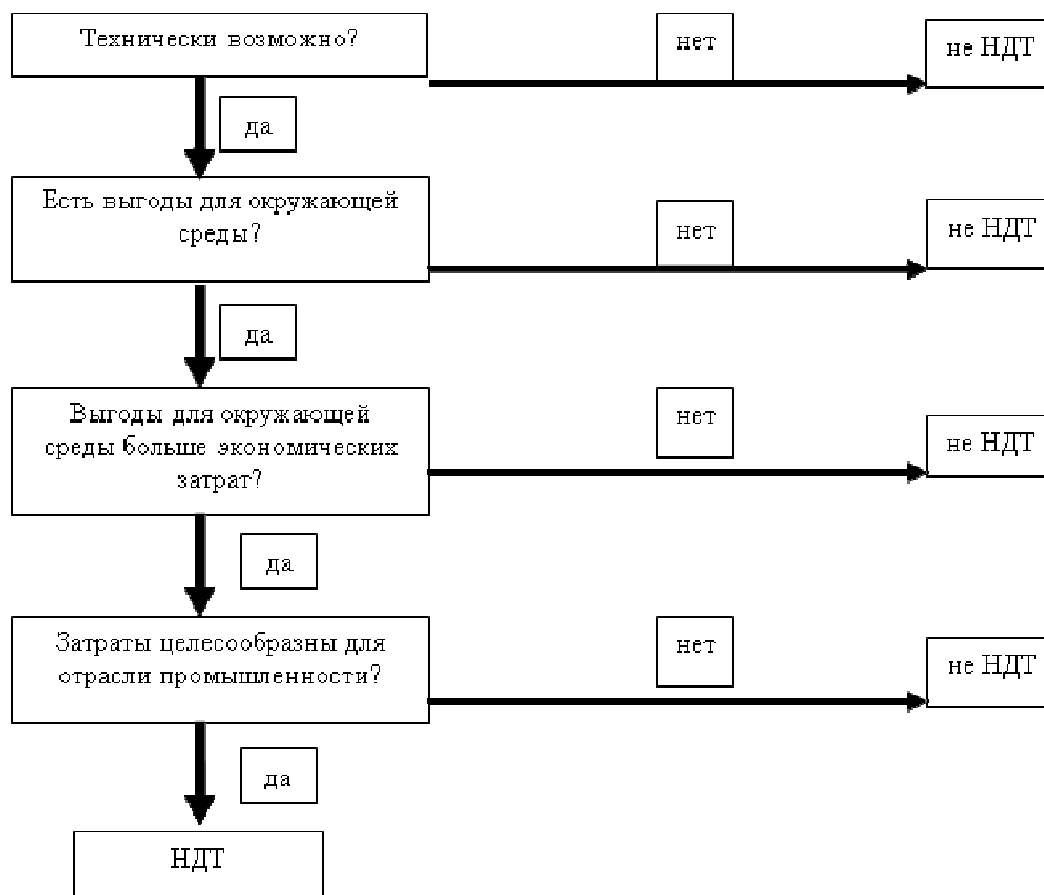 Технически возможно?
нет
не НДТ
да
Есть выгоды для окружающей
среды?
нет
не НДТ
да
Выгоды для окружающей
среды больше экономических
затрат?
нет
не НДТ
да
Затраты целесообразны для
отрасли промышленности?
нет
не НДТ
да
НДТ